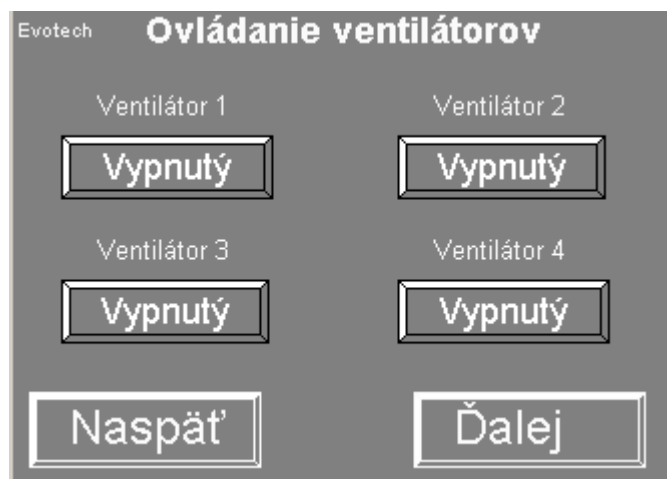 Evotech
Ovládanie ventilátorov
Ventilátor 1
Ventilátor 2
Vypnutý
Vypnutý
Ventilátor 3
Ventilátor 4
Vypnutý
Vypnutý
Naspäť
Ďalej